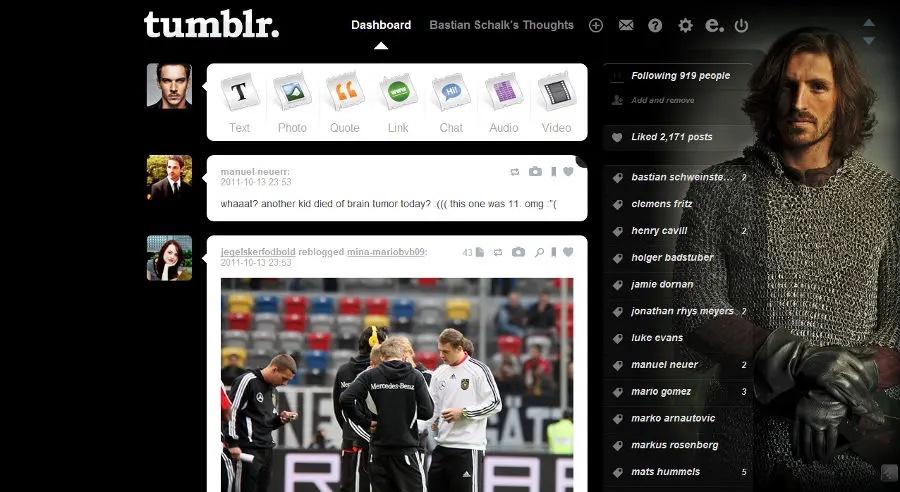 tumblr.
Dashboard
Bastian Schalk's Thoughts
Text
Photo
Quote
Link
Chat
Audio
Video
manuel-neuerr:
2011-10-13 23:53
whaaat? another kid died of brain tumor today? :((( this one was 11. omg :"(
jegelskerfodbold reblogged mina-mariobvb09:
43
2011-10-13 23:53
Mercedes-Benz
Following 919 people
Add and remove
Liked 2,171 posts
bastian schweinste... 2
clemens fritz
henry cavill 2
holger badstuber
jamie dornan
jonathan rhys meyers 2
luke evans
manuel neuer 2
mario gomez 3
marko arnautovic
markus rosenberg
mats hummels 5